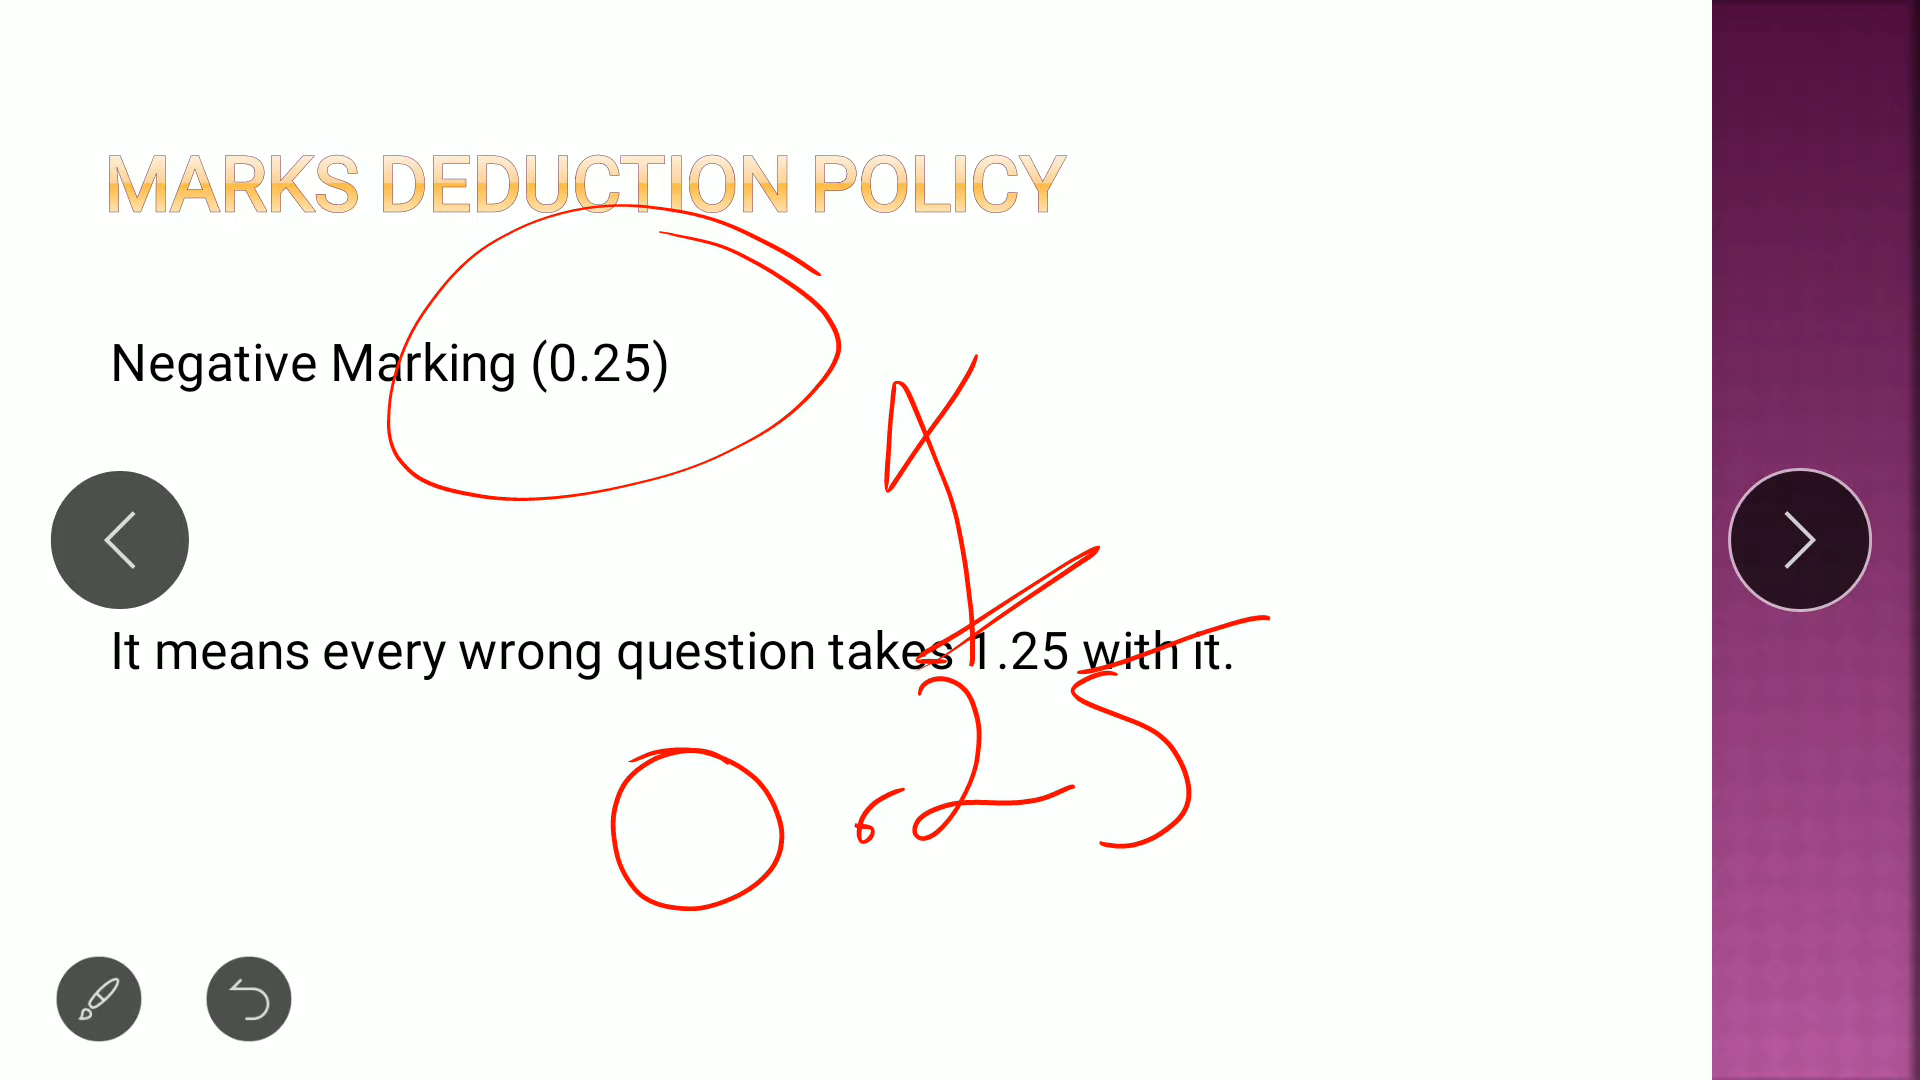 MARKS DEDUCTION POLICY
Negative Marking (0.25)
It means every wrong question takes 1.25 with it.
0.25